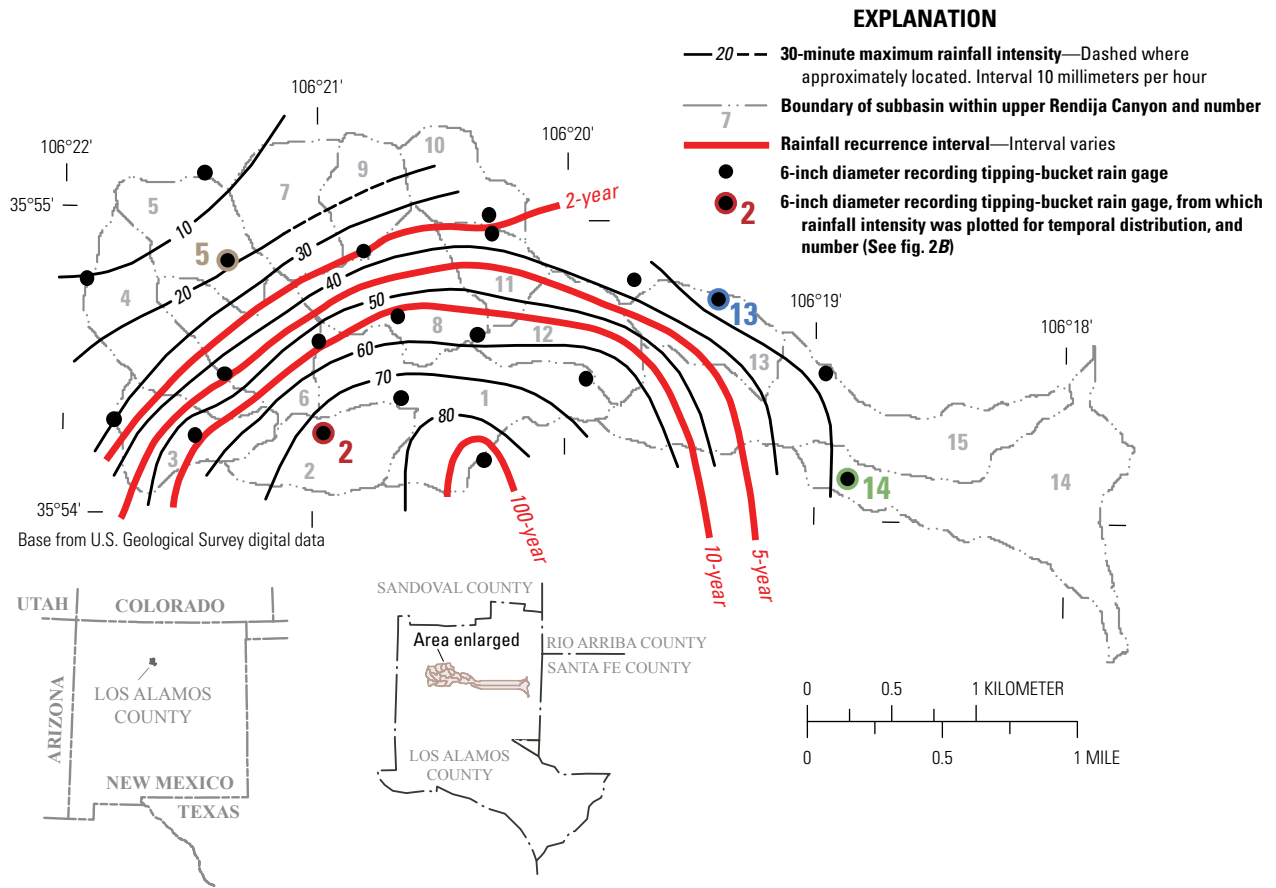 EXPLANATION
20 30-minute maximum rainfall intensity—Dashed where
approximately located. Interval 10 millimeters per hour
Boundary of subbasin within upper Rendija Canyon and number
7
Rainfall recurrence interval—Interval varies
6-inch diameter recording tipping-bucket rain gage
2 6-inch diameter recording tipping-bucket rain gage, from which
rainfall intensity was plotted for temporal distribution, and
number (See fig. 2B)
106°22'
106°21'
106°20'
106°19'
106°18'
35°55'
35°54'
10
9
7
5
10
2-year
5
30
20
4
40
11
50
13
8
12
60
13
70
6
1
80
2
3
2
15
14
14
100-year
10-year
5-year
Base from U.S. Geological Survey digital data
UTAH
COLORADO
ARIZONA
LOS ALAMOS
COUNTY
NEW MEXICO
TEXAS
SANDOVAL COUNTY
Area enlarged
RIO ARRIBA COUNTY
SANTA FE COUNTY
LOS ALAMOS
COUNTY
0 0.5 1 KILOMETER
0 0.5 1 MILE